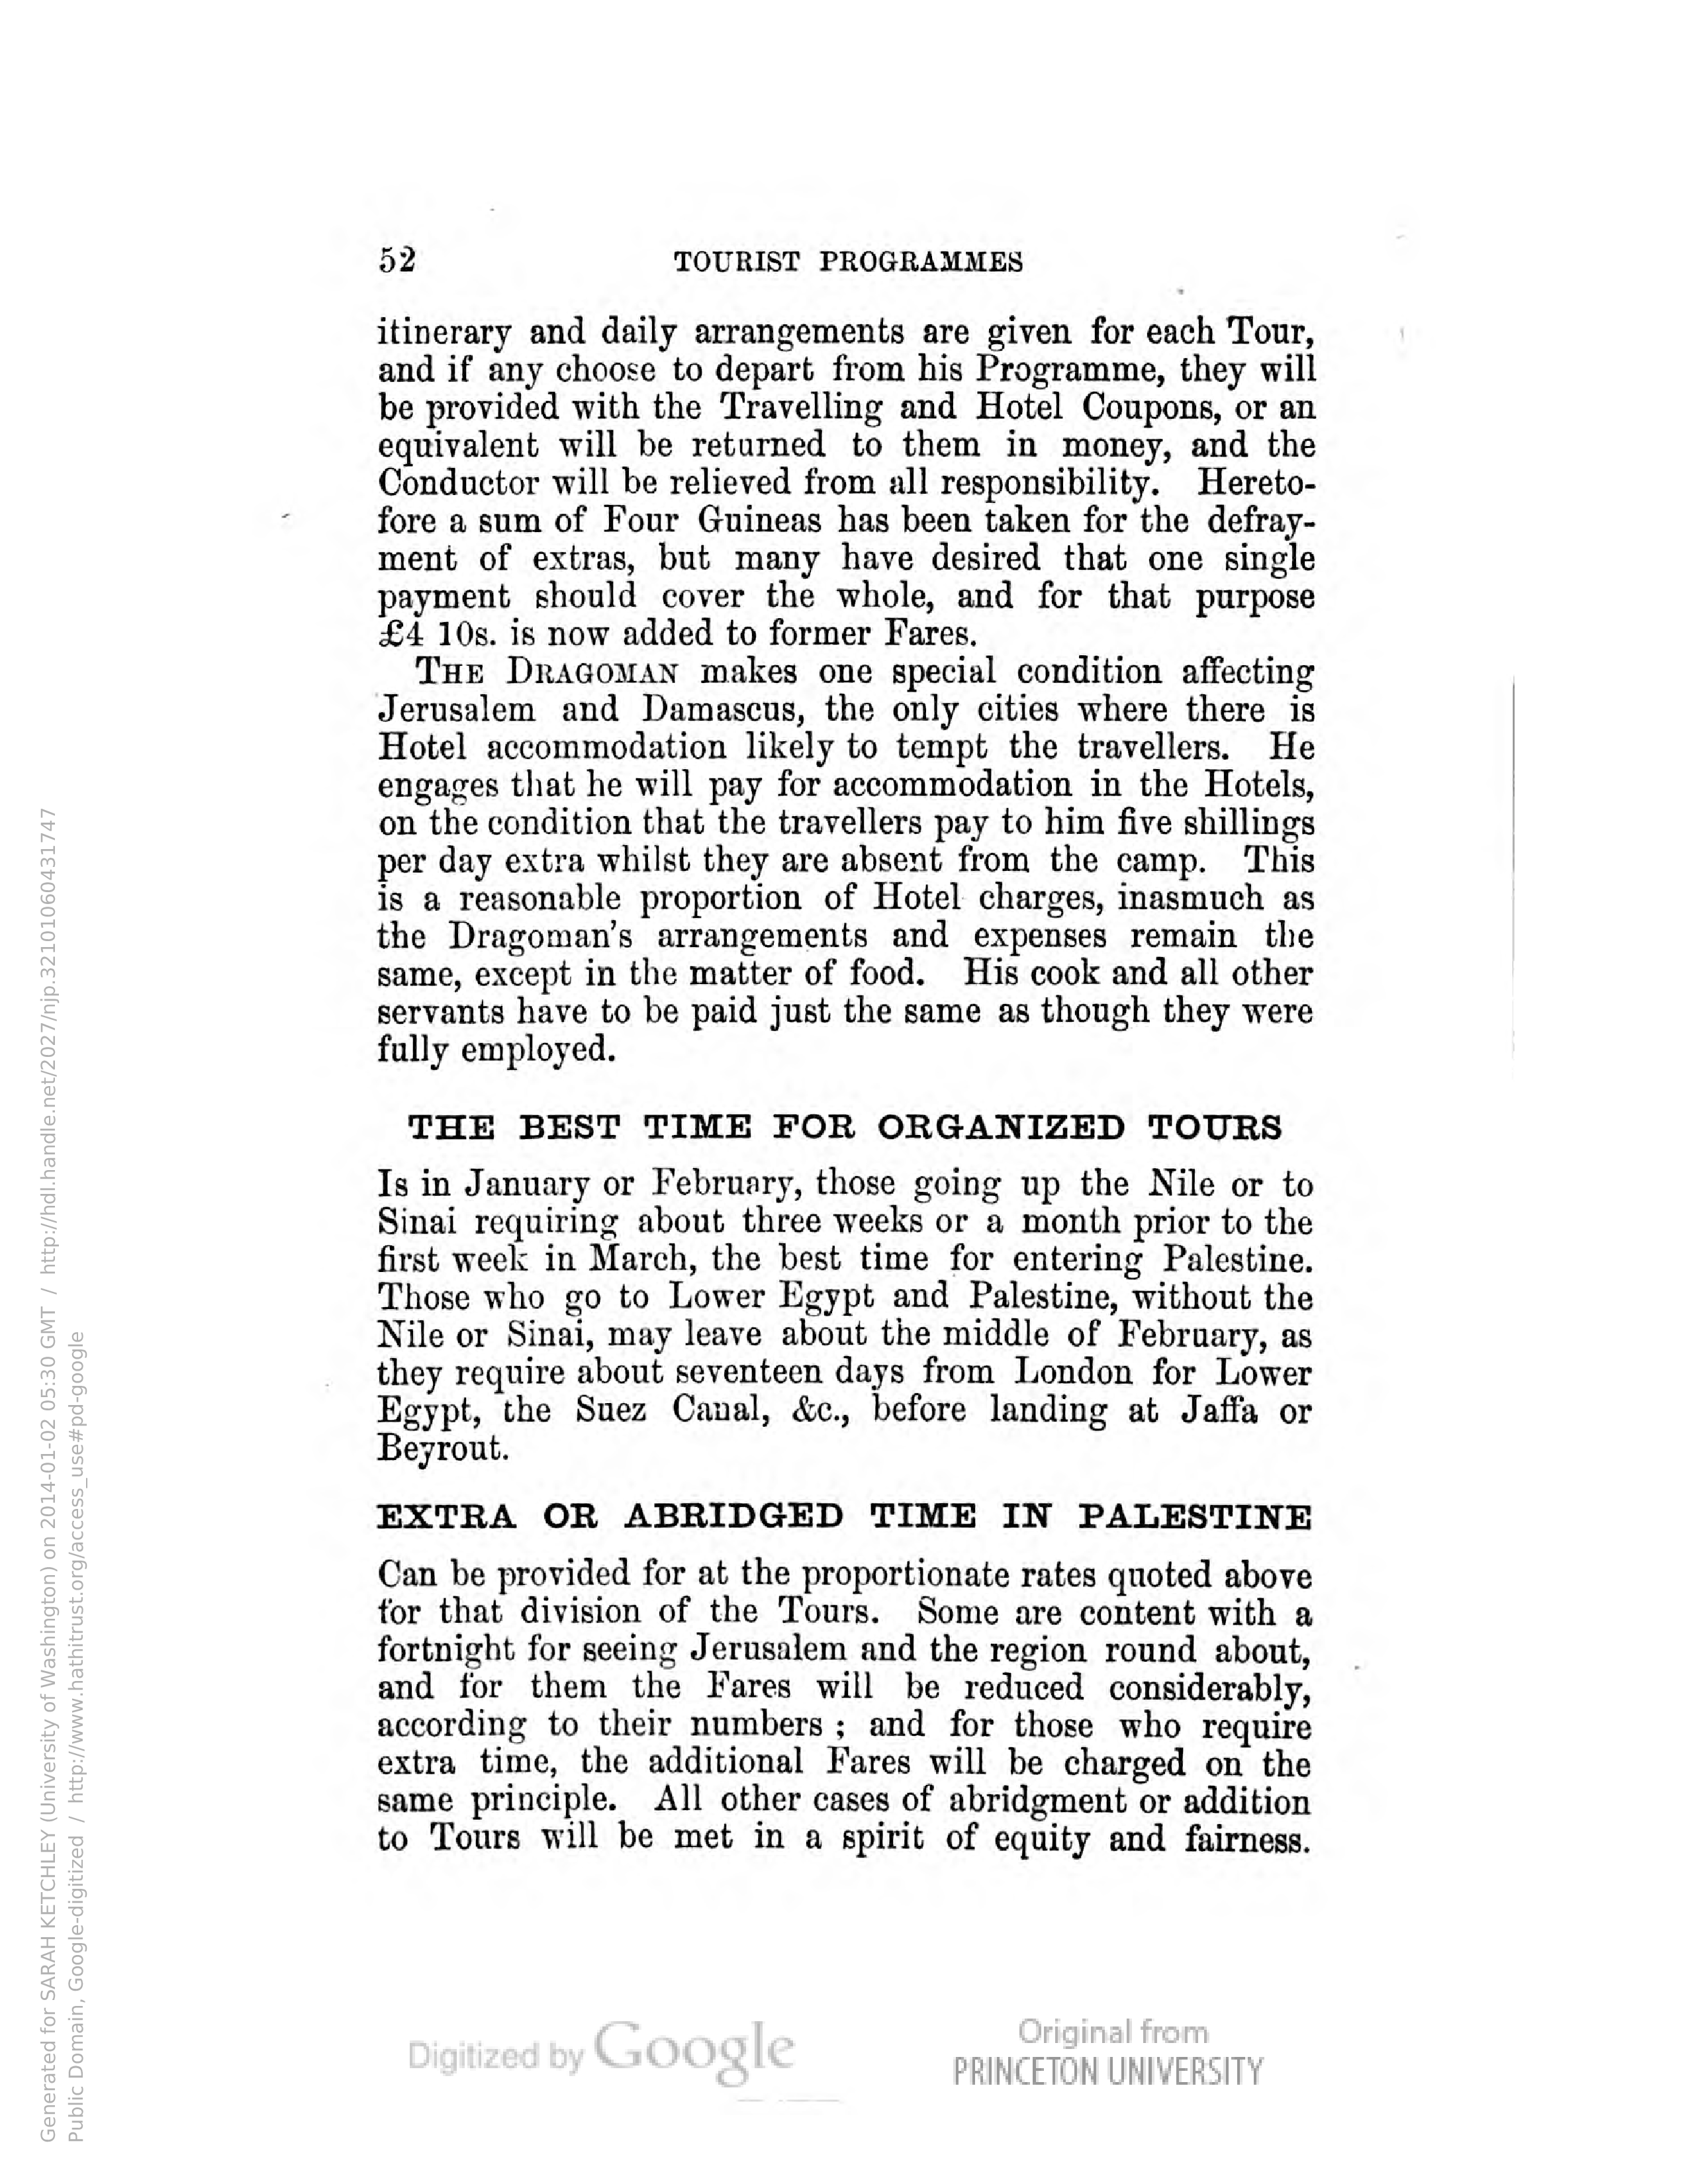 52 TOURIST PROGRAMMES
itinerary and daily arrangements are given for each Tour,
and if any choose to depart from his Programme, they will
be provided with the Travelling and Hotel Coupons, or an
equivalent will be returned to them in money, and the
Conductor will be relieved from all responsibility. Hereto-
fore a sum of Four Guineas has been taken for the defray-
ment of extras, but many have desired that one single
payment should cover the whole, and for that purpose
£4 10s. is now added to former Fares.
THE DRAGOMAN makes one special condition affecting
Jerusalem and Damascus, the only cities where there is
Hotel accommodation likely to tempt the travellers. He
engages that he will pay for accommodation in the Hotels,
on the condition that the travellers pay to him five shillings
per day extra whilst they are absent from the camp. This
is a reasonable proportion of Hotel charges, inasmuch as
the Dragoman's arrangements and expenses remain the
same, except in the matter of food. His cook and all other
servants have to be paid just the same as though they were
fully employed.
THE BEST TIME FOR ORGANIZED TOURS
Is in January or February, those going up the Nile or to
Sinai requiring about three weeks or a month prior to the
first week in March, the best time for entering Palestine.
Those who go to Lower Egypt and Palestine, without the
Nile or Sinai, may leave about the middle of February, as
they require about seventeen days from London for Lower
Egypt, the Suez Canal, &c., before landing at Jaffa or
Beyrout.
EXTRA OR ABRIDGED TIME IN PALESTINE
Can be provided for at the proportionate rates quoted above
for that division of the Tours. Some are content with a
fortnight for seeing Jerusalem and the region round about,
and for them the Fares will be reduced considerably,
according to their numbers ; and for those who require
extra time, the additional Fares will be charged on the
same principle. All other cases of abridgment or addition
to Tours will be met in a spirit of equity and fairness.
Digitized by Google
Original from
PRINCETON UNIVERSITY
Generated for SARAH KETCHLEY (University of Washington) on 2014-01-02 05:30 GMT / http://hdl.handle.net/2027/njp.32101060431747
Public Domain, Google-digitized / http://www.hathitrust.org/access_use#pd-google